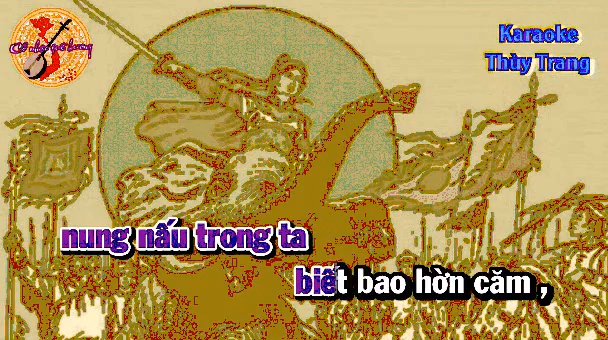 Karaoke
Thùy Trang
nung nấu trong ta
biết bao hờn căm ,